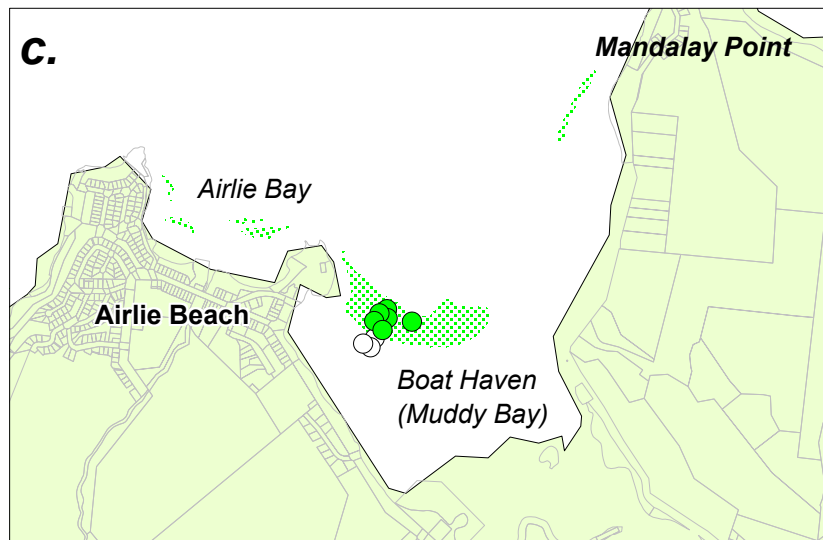 c.
Mandalay Point
Airlie Bay
Airlie Beach
Boat Haven
(Muddy Bay)